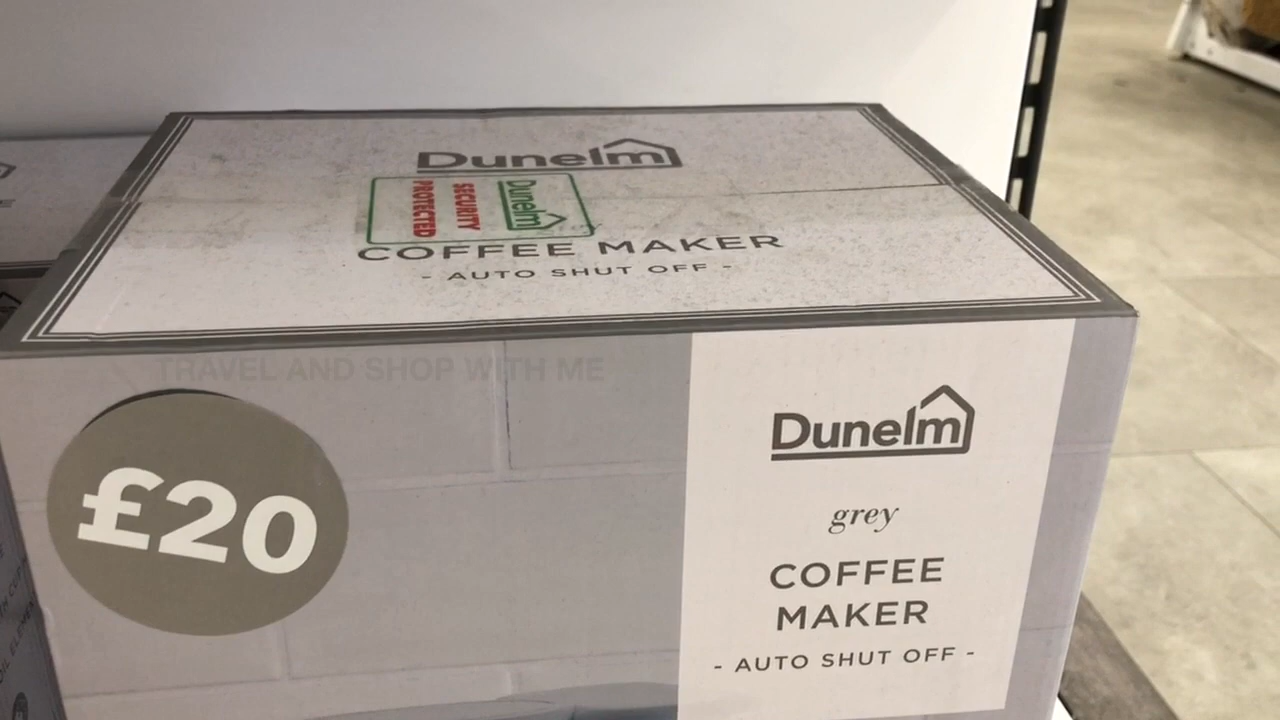 Dunelm
Dunelm
SECURITY
PROTECTED
COFFEE MAKER
- AUTO SHUT OFF -
TRAVEL AND SHOP WITH ME
£20
Dunelm
grey
COFFEE
MAKER
- AUTO SHUT OFF -